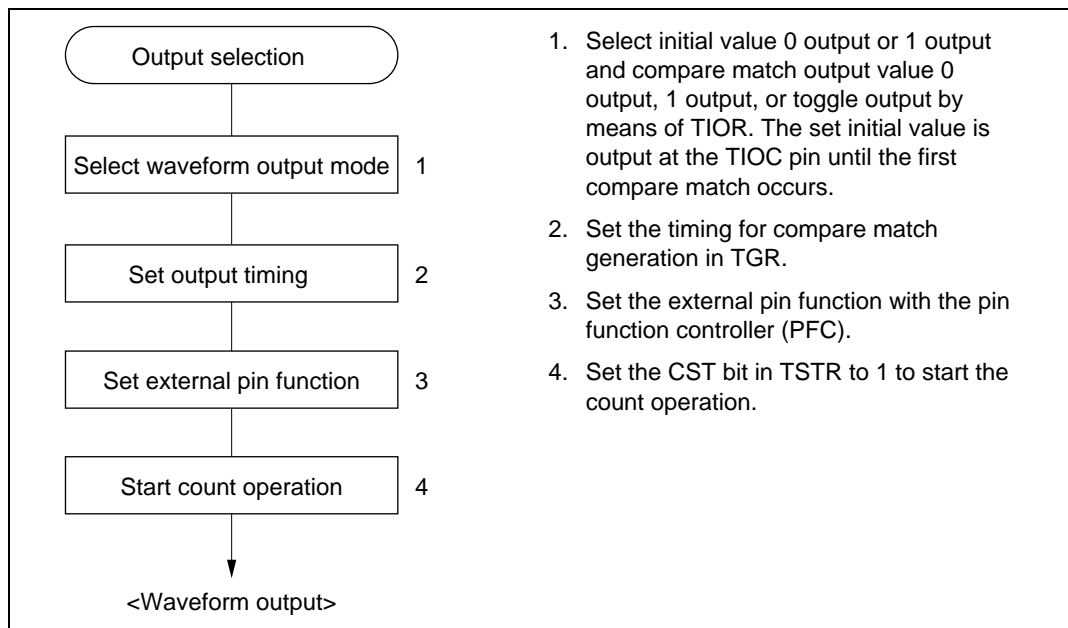 Output selection
Select waveform output mode 1
Set output timing 2
Set external pin function 3
Start count operation 4
<Waveform output>
1. Select initial value 0 output or 1 output
and compare match output value 0
output, 1 output, or toggle output by
means of TIOR. The set initial value is
output at the TIOC pin until the first
compare match occurs.
2. Set the timing for compare match
generation in TGR.
3. Set the external pin function with the pin
function controller (PFC).
4. Set the CST bit in TSTR to 1 to start the
count operation.